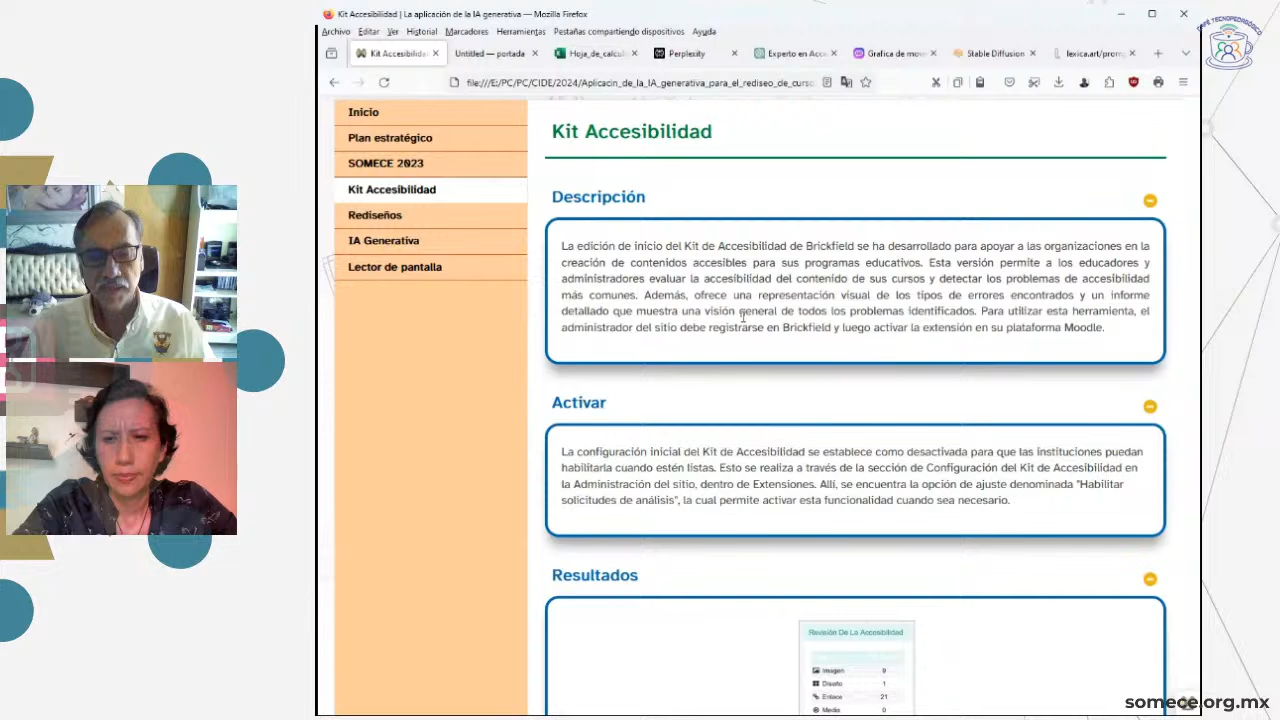 Kit Accesibilidad | La aplicación de la IA generativa — Mozilla Firefox
Archivo Editar Ver Historial Marcadores Herramientas Pestañas compartiendo dispositivos Ayuda
Kit Accesibilidad
Untitled — portada
Hoja_de_calcul
Perplexity
Experto en Acc
Grafica de mov
Stable Diffusion
lexica.art/prom
file:///E:/PC/PC/CIDE/2024/Aplicacin_de_la_IA_generativa_para_el_rediseo_de_curso
CAFÉ TECNOPEDAGÓGICO
Inicio
Plan estratégico
SOMECE 2023
Kit Accesibilidad
Rediseños
IA Generativa
Lector de pantalla
Kit Accesibilidad
Descripción
La edición de inicio del Kit de Accesibilidad de Brickfield se ha desarrollado para apoyar a las organizaciones en la
creación de contenidos accesibles para sus programas educativos. Esta versión permite a los educadores y
administradores evaluar la accesibilidad del contenido de sus cursos y detectar los problemas de accesibilidad
más comunes. Además, ofrece una representación visual de los tipos de errores encontrados y un informe
detallado que muestra una visión general de todos los problemas identificados. Para utilizar esta herramienta, el
administrador del sitio debe registrarse en Brickfield y luego activar la extensión en su plataforma Moodle.
Activar
La configuración inicial del Kit de Accesibilidad se establece como desactivada para que las instituciones puedan
habilitarla cuando estén listas. Esto se realiza a través de la sección de Configuración del Kit de Accesibilidad en
la Administración del sitio, dentro de Extensiones. Allí, se encuentra la opción de ajuste denominada "Habilitar
solicitudes de análisis", la cual permite activar esta funcionalidad cuando sea necesario.
Resultados
Revisión De La Accesibilidad
Imagen 9
Diseño 1
Enlace 21
Media 0
somece.org.mx